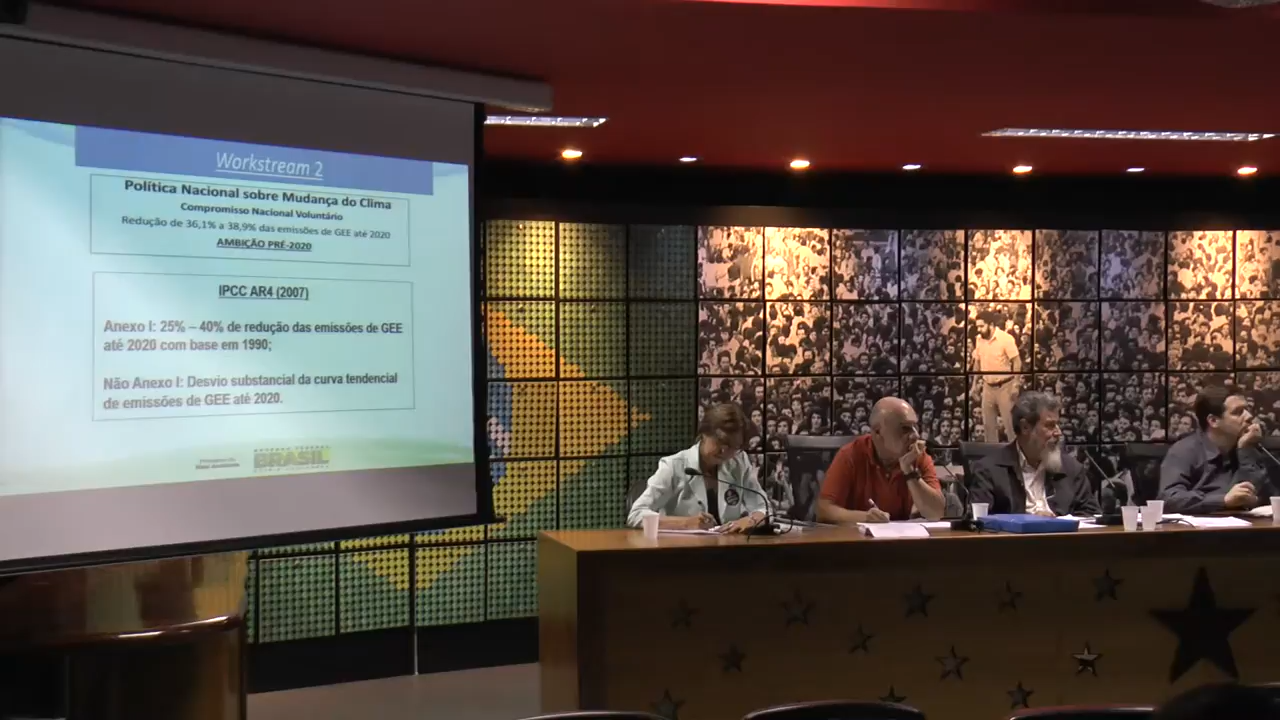 Workstream 2
Política Nacional sobre Mudança do Clima
Compromisso Nacional Voluntário
Redução de 36,1% a 38,9% das emissões de GEE até 2020
AMBIÇÃO PRÉ-2020
IPCC AR4 (2007)
Anexo I: 25% – 40% de redução das emissões de GEE
até 2020 com base em 1990;
Não Anexo I: Desvio substancial da curva tendencial
de emissões de GEE até 2020.
BRASIL